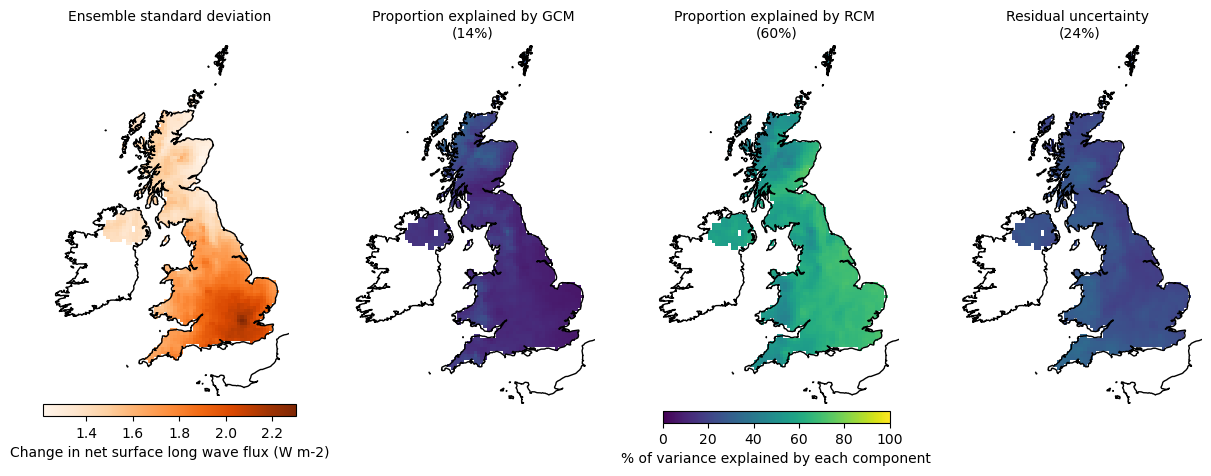 Ensemble standard deviation
Proportion explained by GCM
(14%)
Proportion explained by RCM
(60%)
Residual uncertainty
(24%)
1.4 1.6 1.8 2.0 2.2
Change in net surface long wave flux (W m-2)
0 20 40 60 80 100
% of variance explained by each component